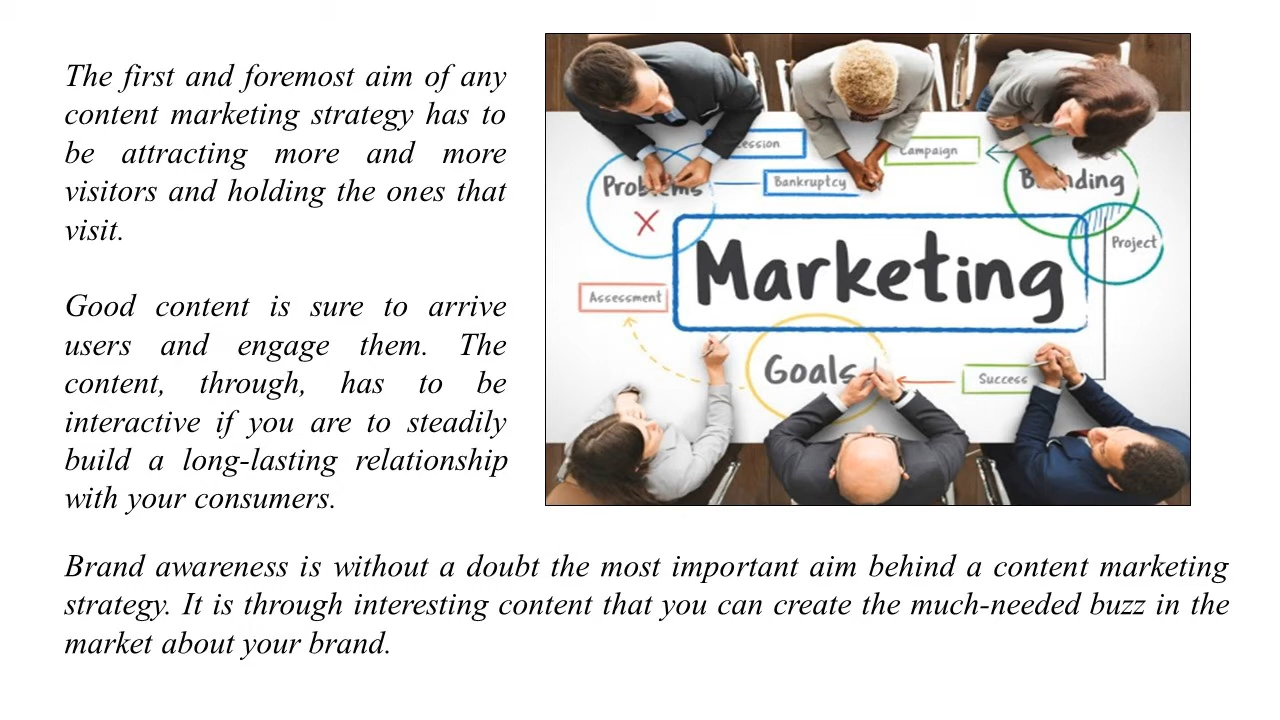 The first and foremost aim of any
content marketing strategy has to
be attracting more and more
visitors and holding the ones that
visit.
Good content is sure to arrive
users and engage them. The
content, through, has to be
interactive if you are to steadily
build a long-lasting relationship
with your consumers.
Campaign
Bankruptcy
Project
Marketing
Assessment
Goals
Success
Brand awareness is without a doubt the most important aim behind a content marketing
strategy. It is through interesting content that you can create the much-needed buzz in the
market about your brand.